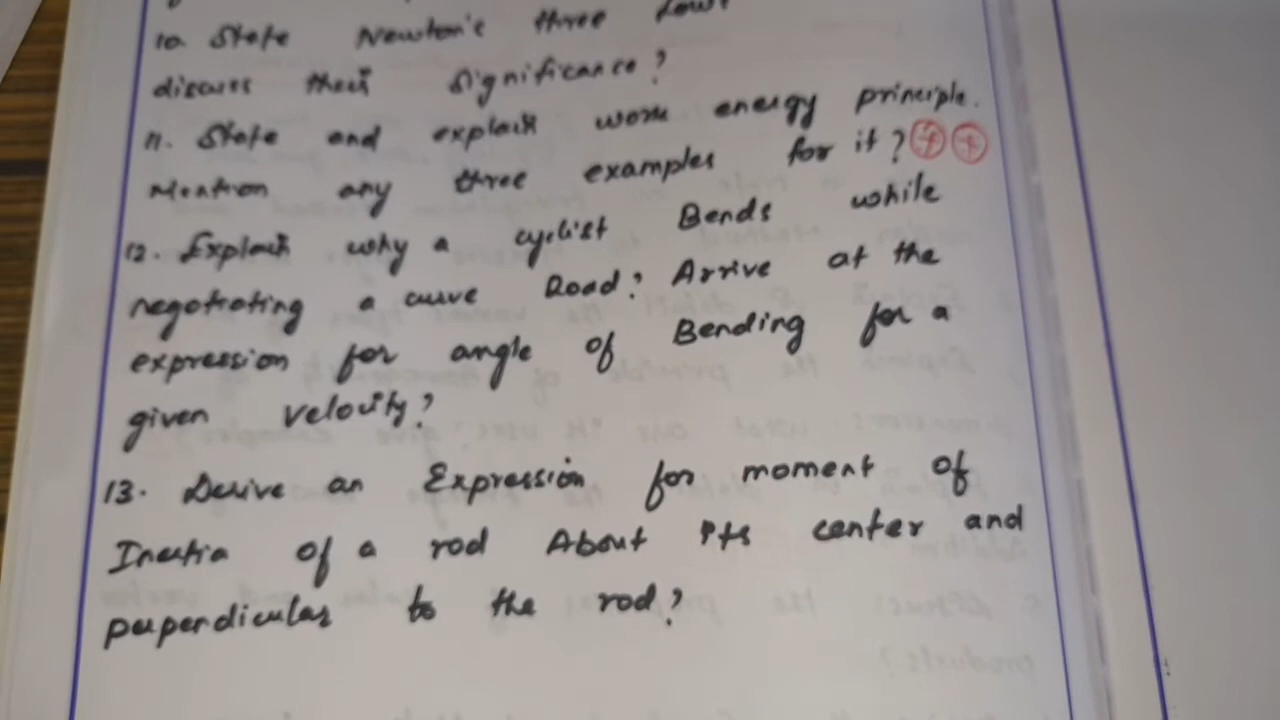 10. State Newton's three Laws
discuss their significance?
11. State and explain work energy principle.
Mention any three examples for it?
12. Explain why a cyclist Bends while
negotiating a curve Road? Arrive at the
expression for angle of Bending for a
given velocity?
13. Derive an Expression for moment of
Inertia of a rod About its center and
perpendicular to the rod?